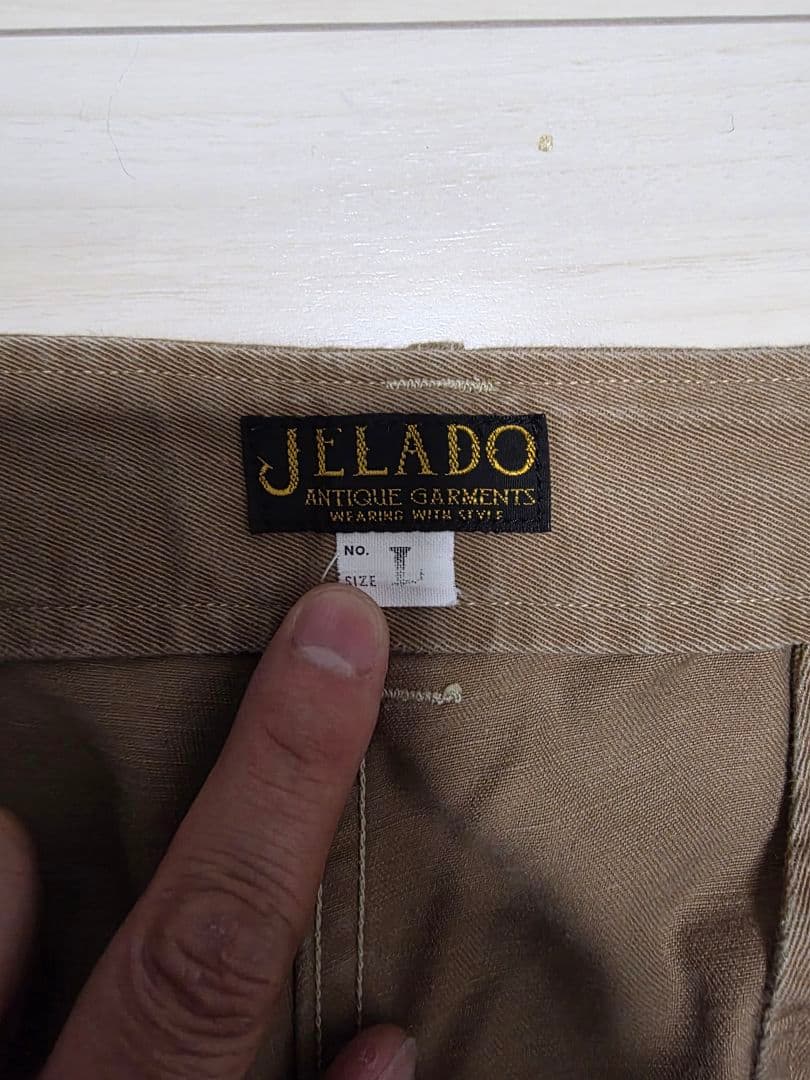 JELADO
ANTIQUE GARMENTS
WEARING WITH STYLE
NO. L
SIZE